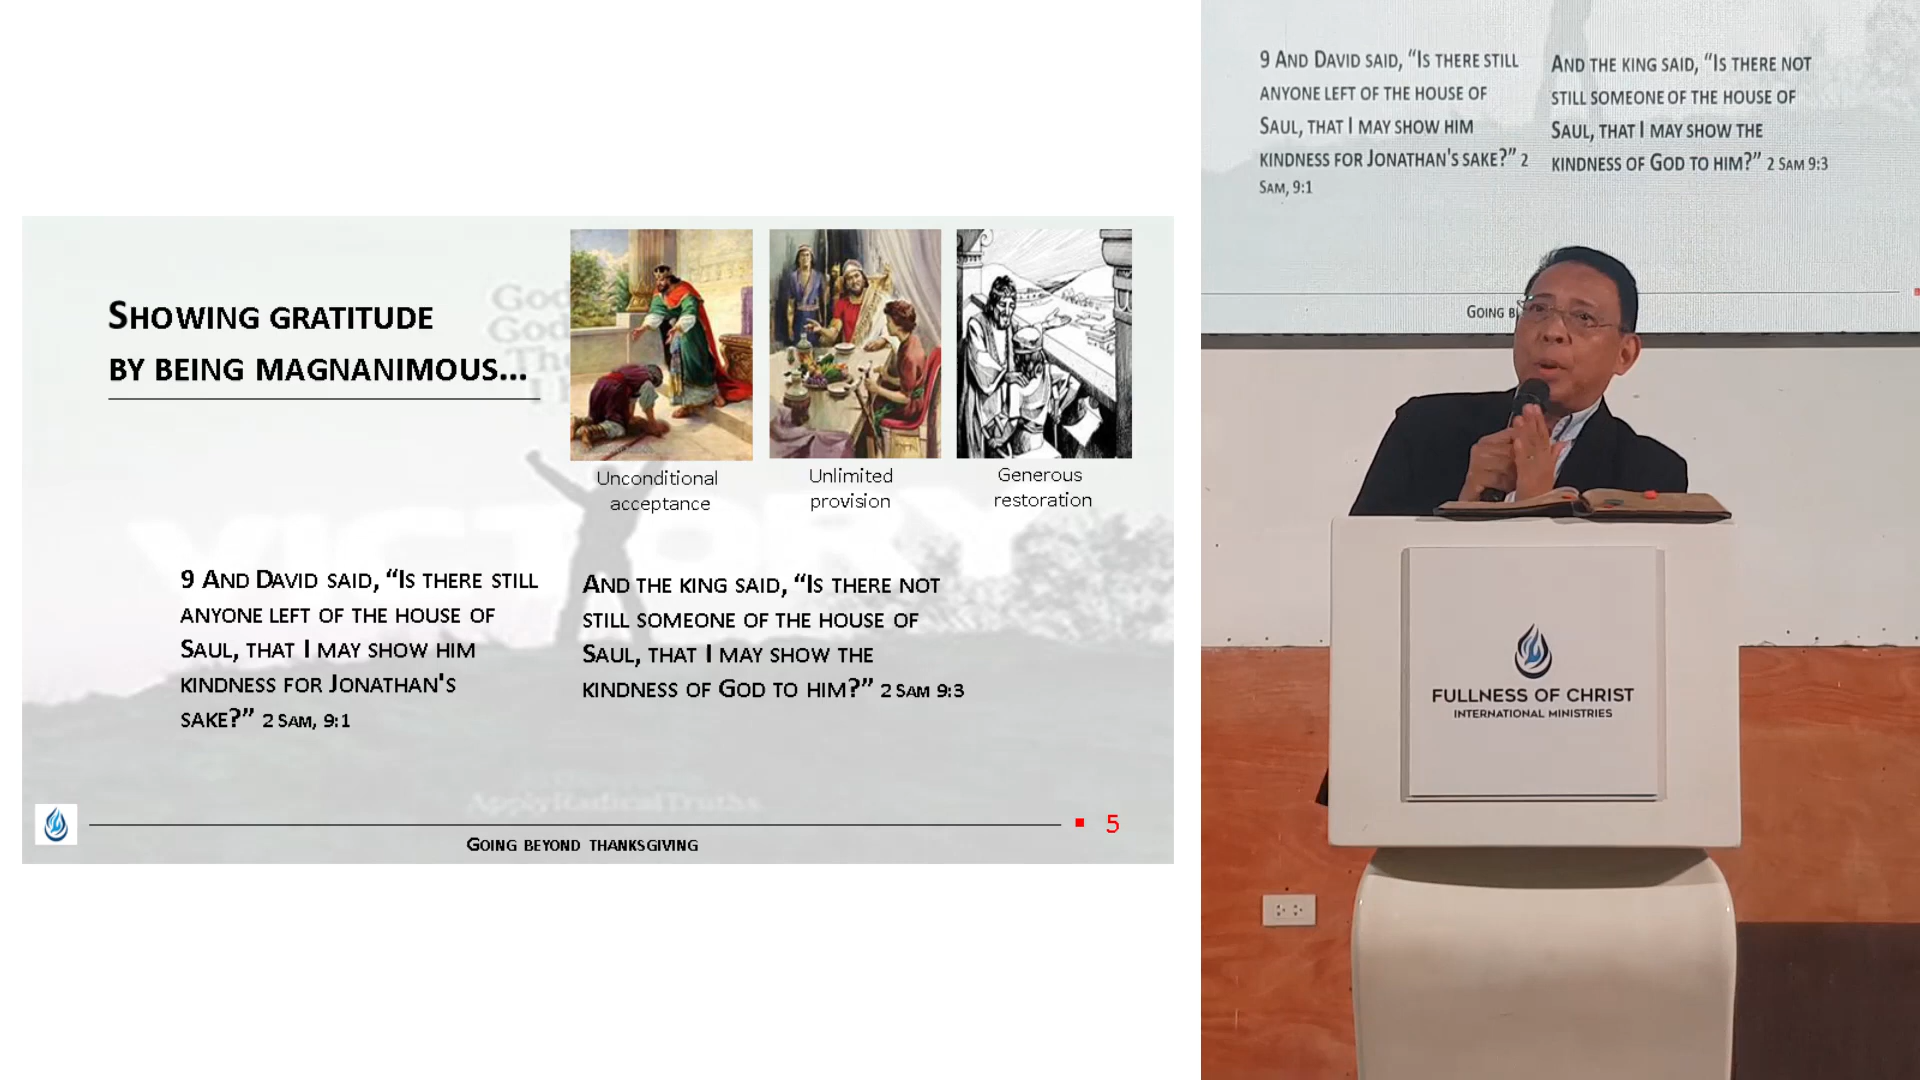 SHOWING GRATITUDE
BY BEING MAGNANIMOUS...
Unconditional
acceptance
Unlimited
provision
Generous
restoration
9 AND DAVID SAID, “IS THERE STILL
ANYONE LEFT OF THE HOUSE OF
SAUL, THAT I MAY SHOW HIM
KINDNESS FOR JONATHAN'S
SAKE?” 2 SAM, 9:1
AND THE KING SAID, “IS THERE NOT
STILL SOMEONE OF THE HOUSE OF
SAUL, THAT I MAY SHOW THE
KINDNESS OF GOD TO HIM?” 2 SAM 9:3
VICTORY
ApplyRadicalTruths
GOING BEYOND THANKSGIVING
5
9 AND DAVID SAID, “IS THERE STILL
ANYONE LEFT OF THE HOUSE OF
SAUL, THAT I MAY SHOW HIM
KINDNESS FOR JONATHAN'S SAKE?” 2
SAM, 9:1
AND THE KING SAID, “IS THERE NOT
STILL SOMEONE OF THE HOUSE OF
SAUL, THAT I MAY SHOW THE
KINDNESS OF GOD TO HIM?” 2 SAM 9:3
GOING B
FULLNESS OF CHRIST
INTERNATIONAL MINISTRIES